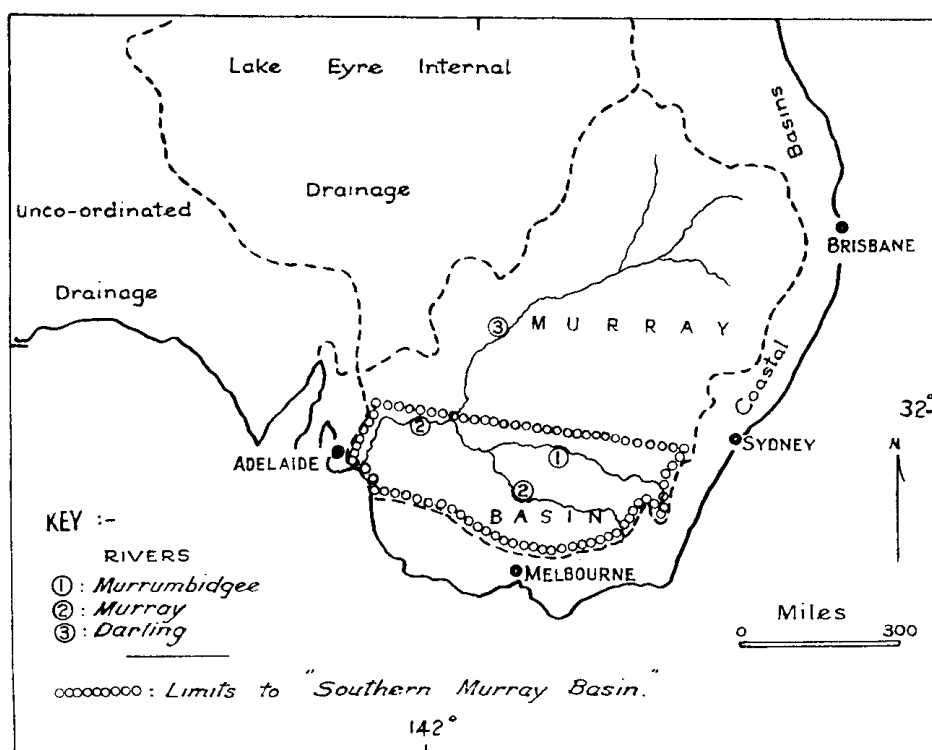 Lake Eyre Internal
Drainage
Unco-ordinated
Drainage
Basins
Coastal
BRISBANE
MURRAY
3
32°
2
1
ADELAIDE
SYDNEY
N
2
BASIN
MELBOURNE
KEY :-
RIVERS
1 : Murrumbidgee
2 : Murray
3 : Darling
Miles
0 300
: Limits to "Southern Murray Basin."
142°